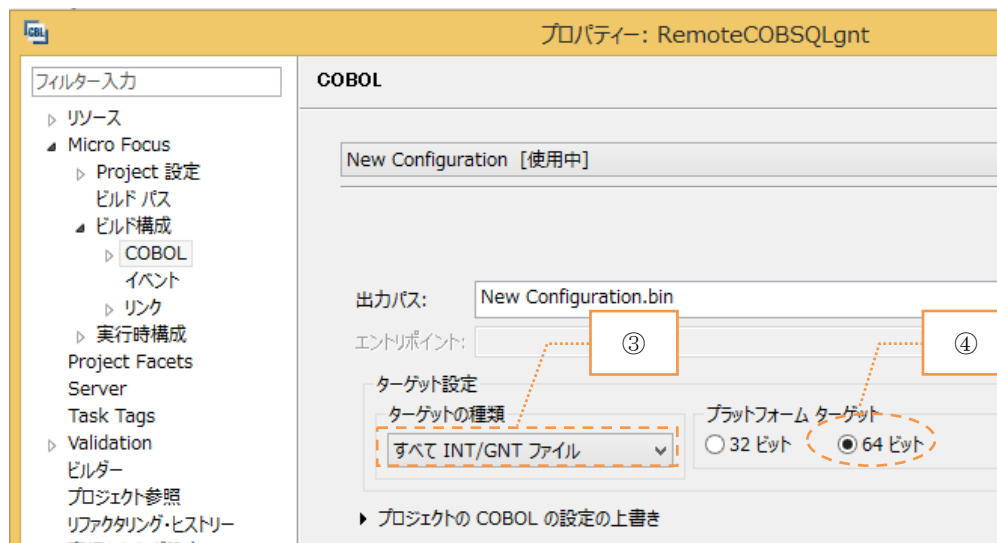 CBL
プロパティー: RemoteCOBSQLgnt
フィルター入力
COBOL
リソース
Micro Focus
Project 設定
ビルド パス
ビルド構成
COBOL
イベント
リンク
実行時構成
Project Facets
Server
Task Tags
Validation
ビルダー
プロジェクト参照
リファクタリング・ヒストリー
New Configuration [使用中]
出力パス:
New Configuration.bin
エントリポイント:
③
④
ターゲット設定
ターゲットの種類
すべて INT/GNT ファイル
プラットフォーム ターゲット
32 ビット
64 ビット
プロジェクトの COBOL の設定の上書き